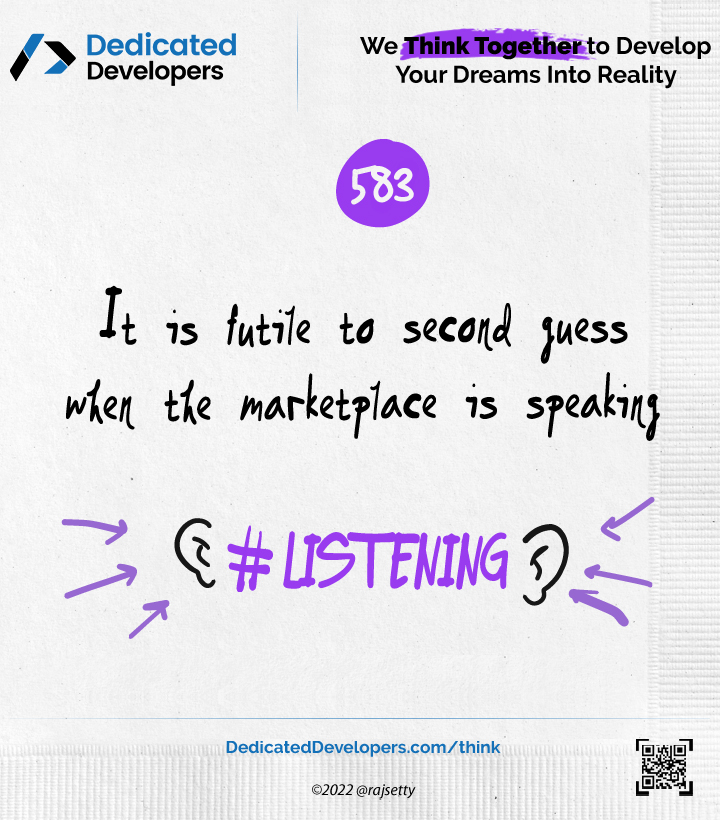 Dedicated
Developers
We Think Together to Develop
Your Dreams Into Reality
583
It is futile to second guess
when the marketplace is speaking
#LISTENING
DedicatedDevelopers.com/think
©2022 @rajsetty